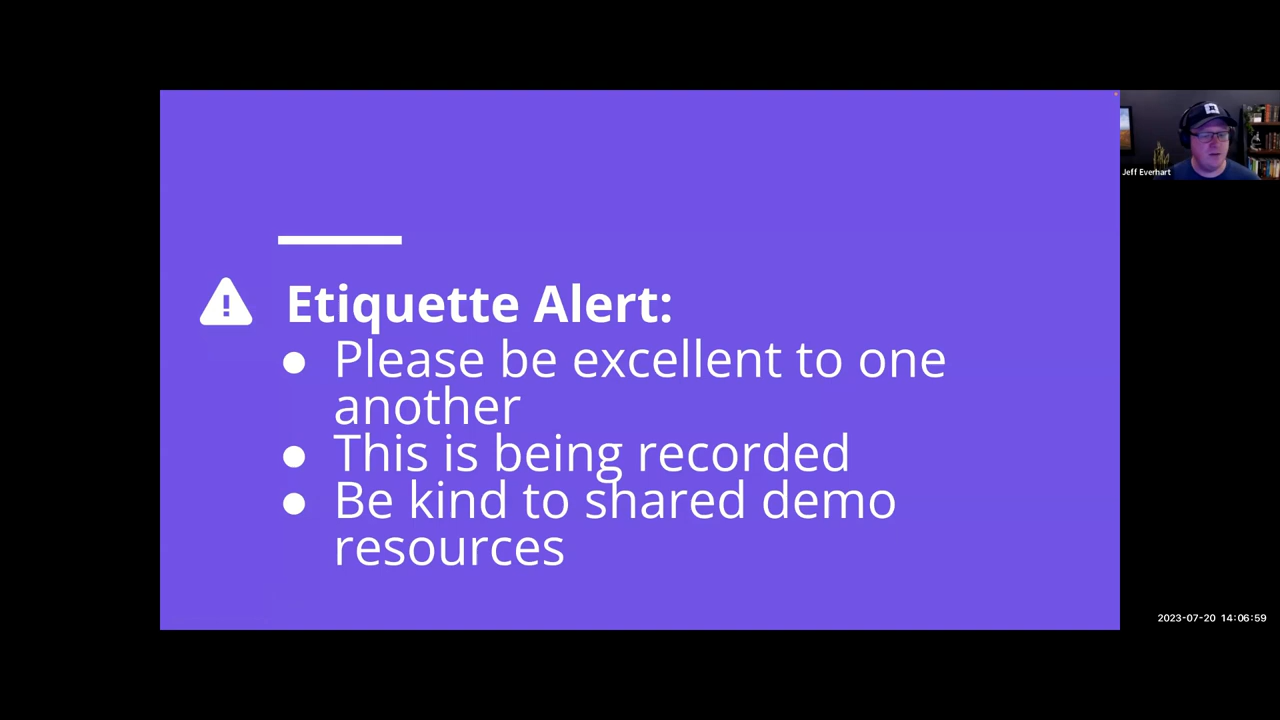 Etiquette Alert:
● Please be excellent to one
another
● This is being recorded
● Be kind to shared demo
resources
Jeff Everhart
2023-07-20 14:06:59